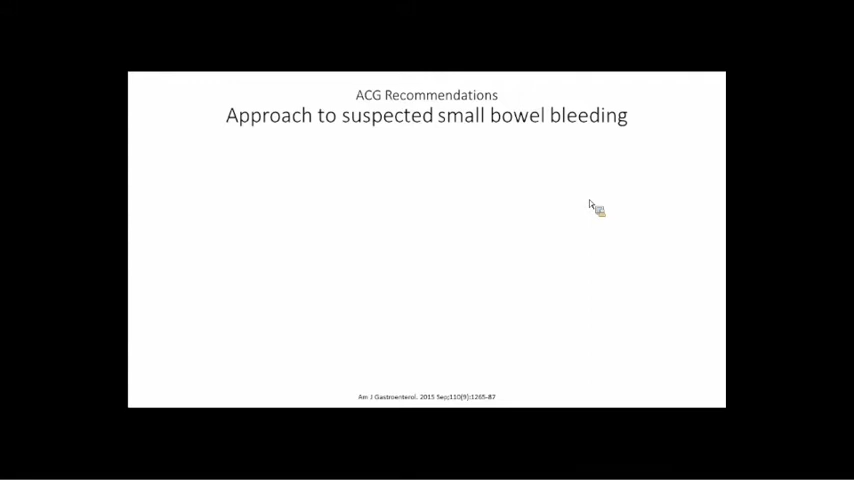 ACG Recommendations
Approach to suspected small bowel bleeding
Am J Gastroenterol. 2015 Sep;110(9):1265-87